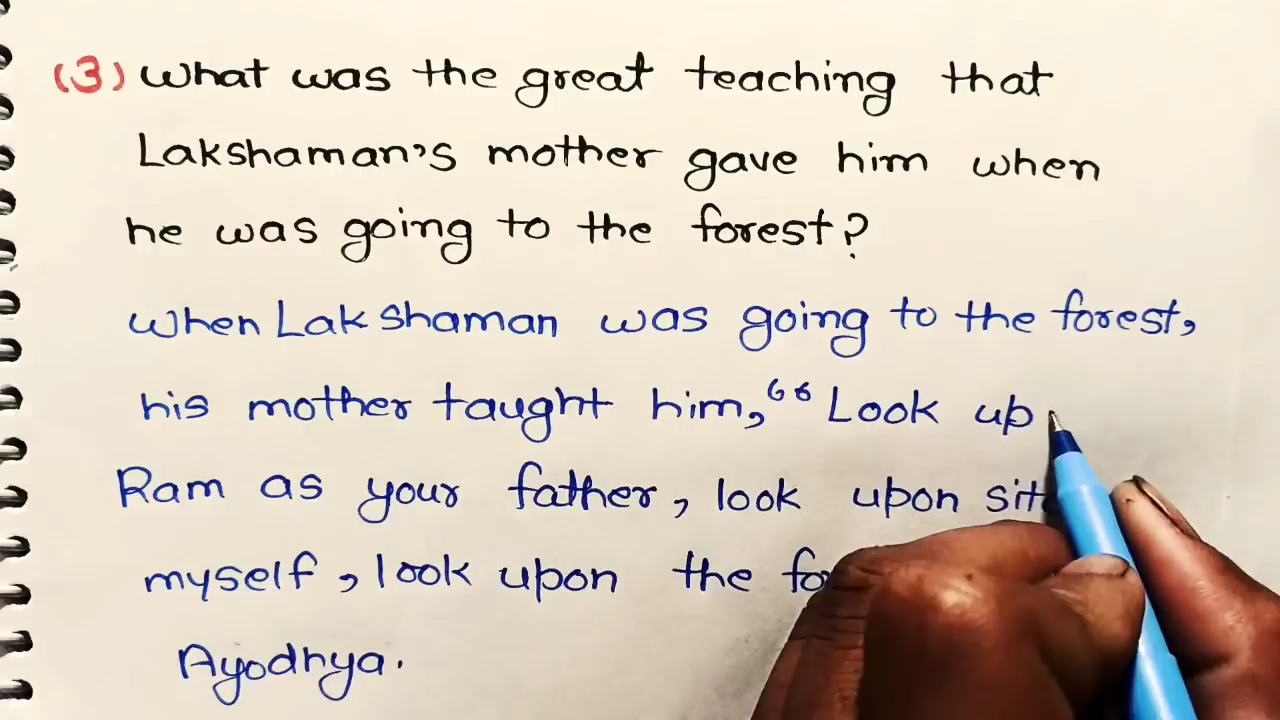 (3) What was the great teaching that
Lakshaman's mother gave him when
he was going to the forest?
When Lakshaman was going to the forest,
his mother taught him, “Look up
Ram as your father, look upon
myself, look upon the
Ayodhya.